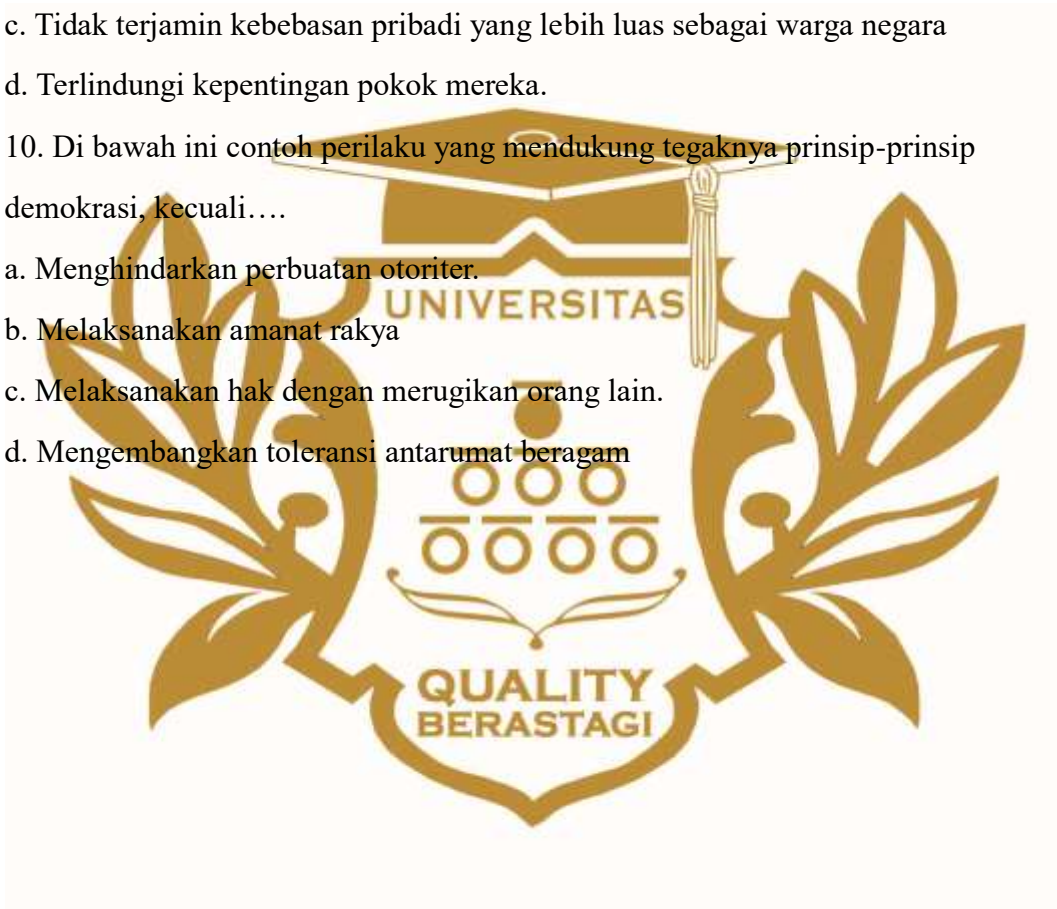 c. Tidak terjamin kebebasan pribadi yang lebih luas sebagai warga negara
d. Terlindungi kepentingan pokok mereka.
10. Di bawah ini contoh perilaku yang mendukung tegaknya prinsip-prinsip
demokrasi, kecuali….
a. Menghindarkan perbuatan otoriter.
UNIVERSITAS
b. Melaksanakan amanat rakya
c. Melaksanakan hak dengan merugikan orang lain.
d. Mengembangkan toleransi antarumat beragam
QUALITY
BERASTAGI